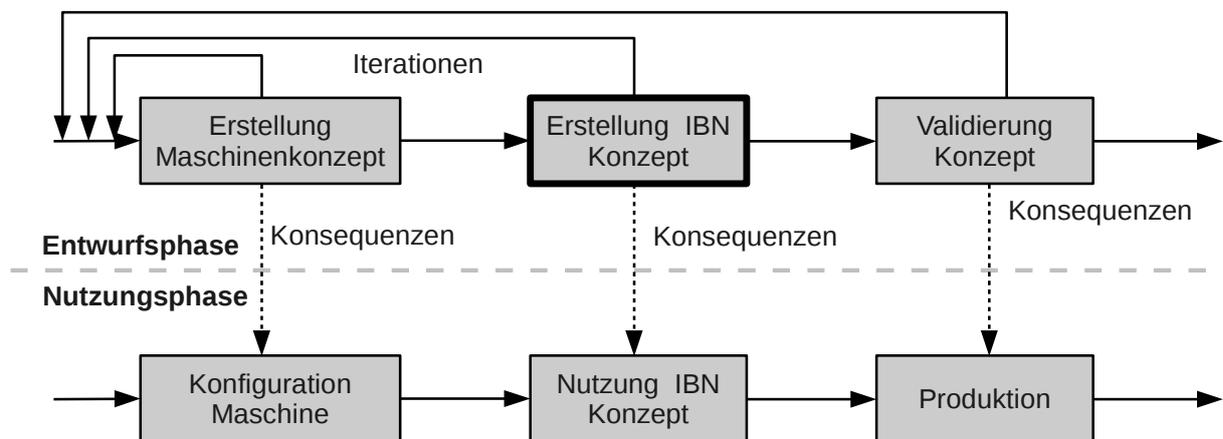 Iterationen
Erstellung
Maschinenkonzept
Erstellung IBN
Konzept
Validierung
Konzept
Konsequenzen
Konsequenzen
Konsequenzen
Entwurfsphase
Nutzungsphase
Konfiguration
Maschine
Nutzung IBN
Konzept
Produktion